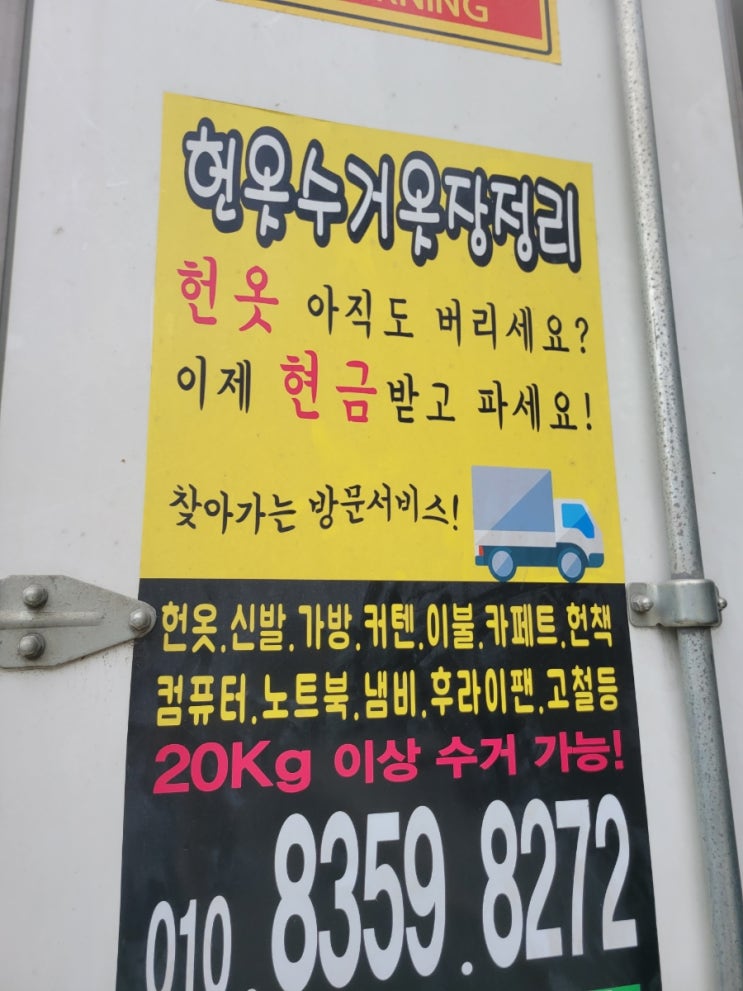 WARNING
헌옷수거옷장정리
헌옷 아직도 버리세요?
이제 현금받고 파세요!
찾아가는 방문서비스!
헌옷.신발.가방.커텐.이불.카페트.헌책
컴퓨터.노트북.냄비.후라이팬.고철등
20Kg 이상 수거 가능!
010.8359.8272